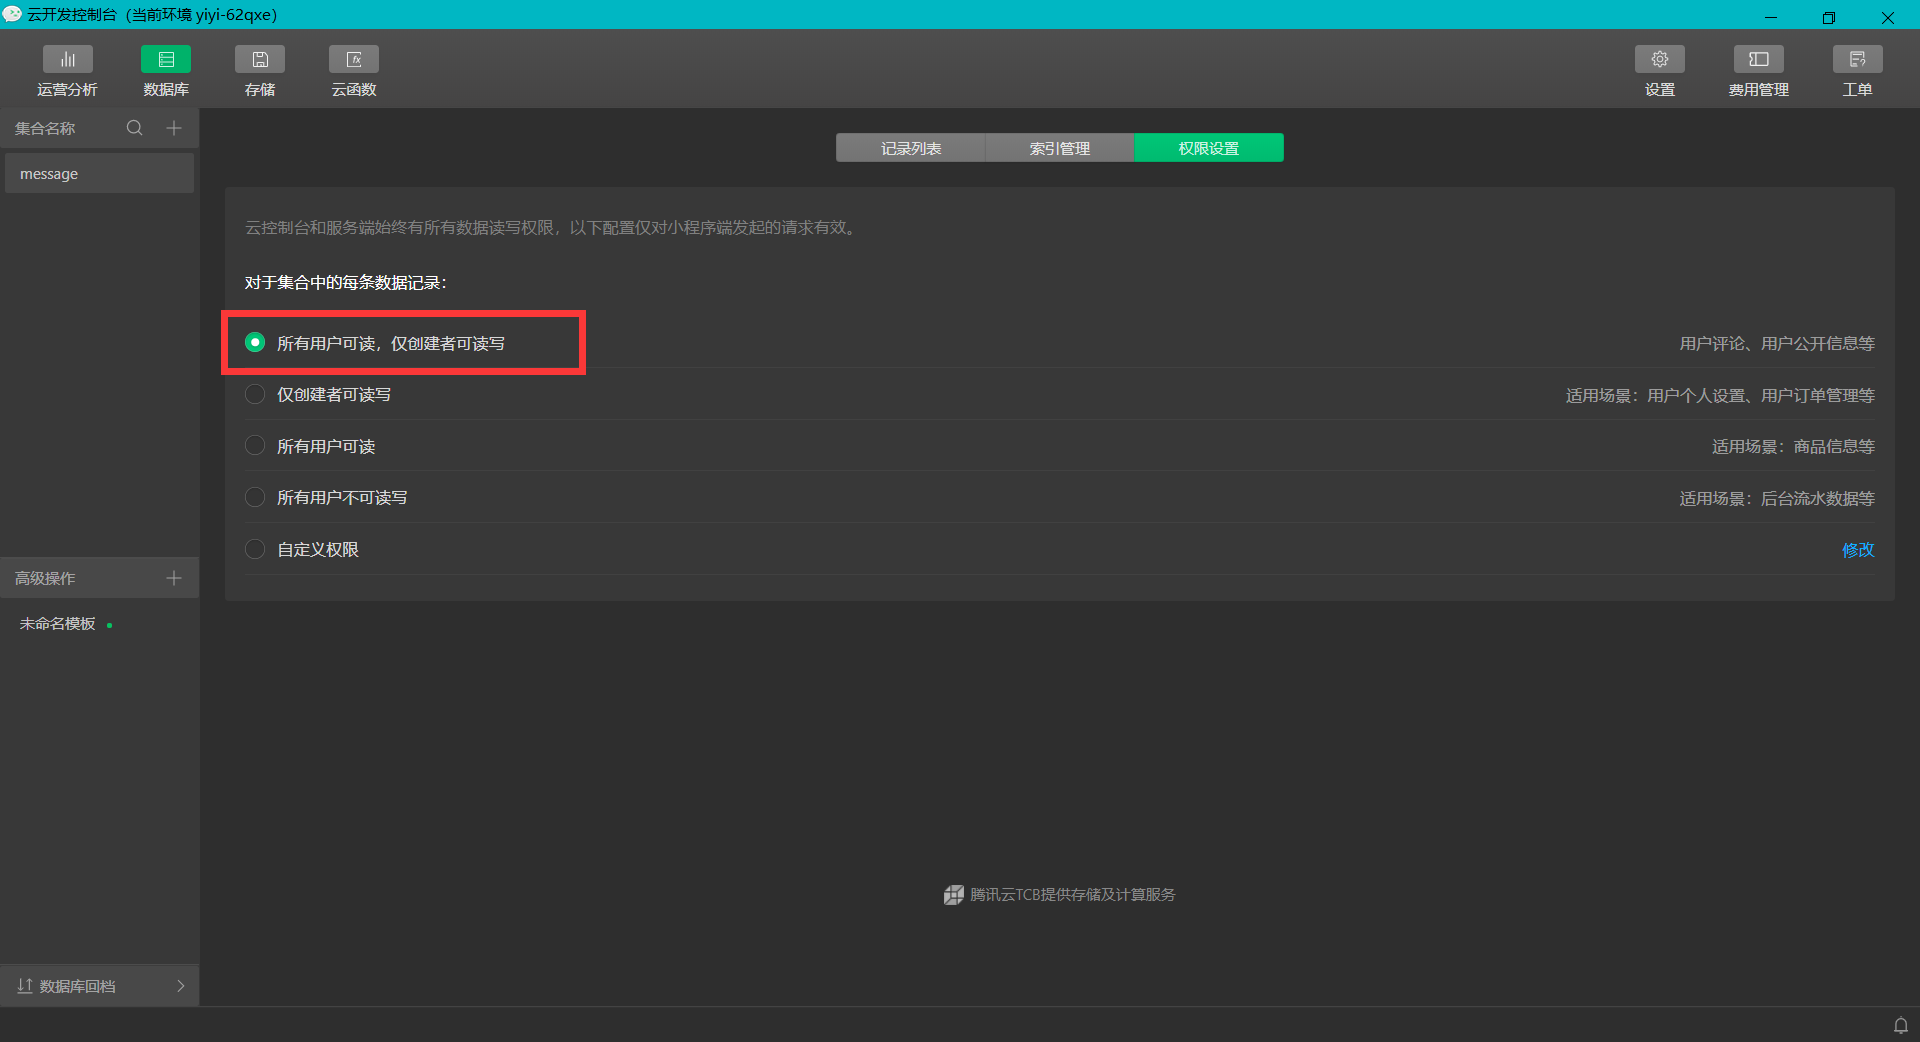 云开发控制台（当前环境 yiyi-62qxe）
运营分析
数据库
存储
云函数
设置
费用管理
工单
集合名称
message
记录列表
索引管理
权限设置
云控制台和服务端始终有所有数据读写权限，以下配置仅对小程序端发起的请求有效。
对于集合中的每条数据记录：
所有用户可读，仅创建者可读写
用户评论、用户公开信息等
仅创建者可读写
适用场景：用户个人设置、用户订单管理等
所有用户可读
适用场景：商品信息等
所有用户不可读写
适用场景：后台流水数据等
自定义权限
修改
高级操作
未命名模板
腾讯云TCB提供存储及计算服务
数据库回档